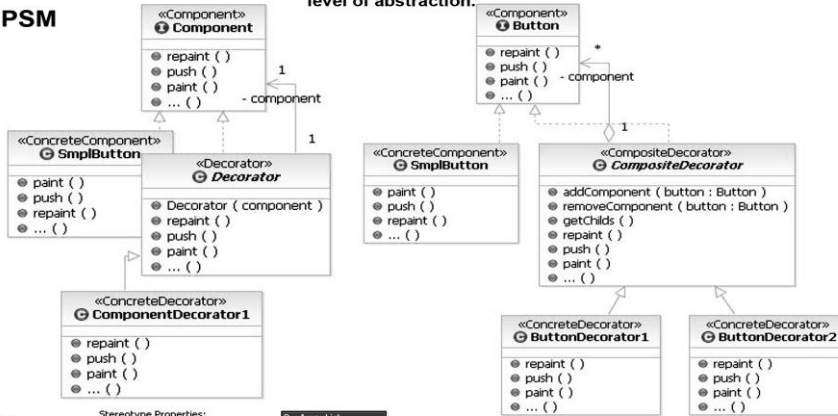 level of abstraction.
PSM
«Component»
Component
repaint ( )
push ( )
paint ( )
... ( )
1
- component
1
«ConcreteComponent»
SmplButton
paint ( )
push ( )
repaint ( )
... ( )
«Decorator»
Decorator
Decorator ( component )
repaint ( )
push ( )
paint ( )
... ( )
«ConcreteDecorator»
ComponentDecorator1
repaint ( )
push ( )
paint ( )
... ( )
«Component»
Button
repaint ( )
push ( )
paint ( )
... ( )
*
- component
1
«ConcreteComponent»
SmplButton
paint ( )
push ( )
repaint ( )
... ( )
«CompositeDecorator»
CompositeDecorator
addComponent ( button : Button )
removeComponent ( button : Button )
getChilds ( )
repaint ( )
push ( )
paint ( )
... ( )
«ConcreteDecorator»
ButtonDecorator1
repaint ( )
push ( )
paint ( )
... ( )
«ConcreteDecorator»
ButtonDecorator2
repaint ( )
push ( )
paint ( )
... ( )
Stereotype Properties: